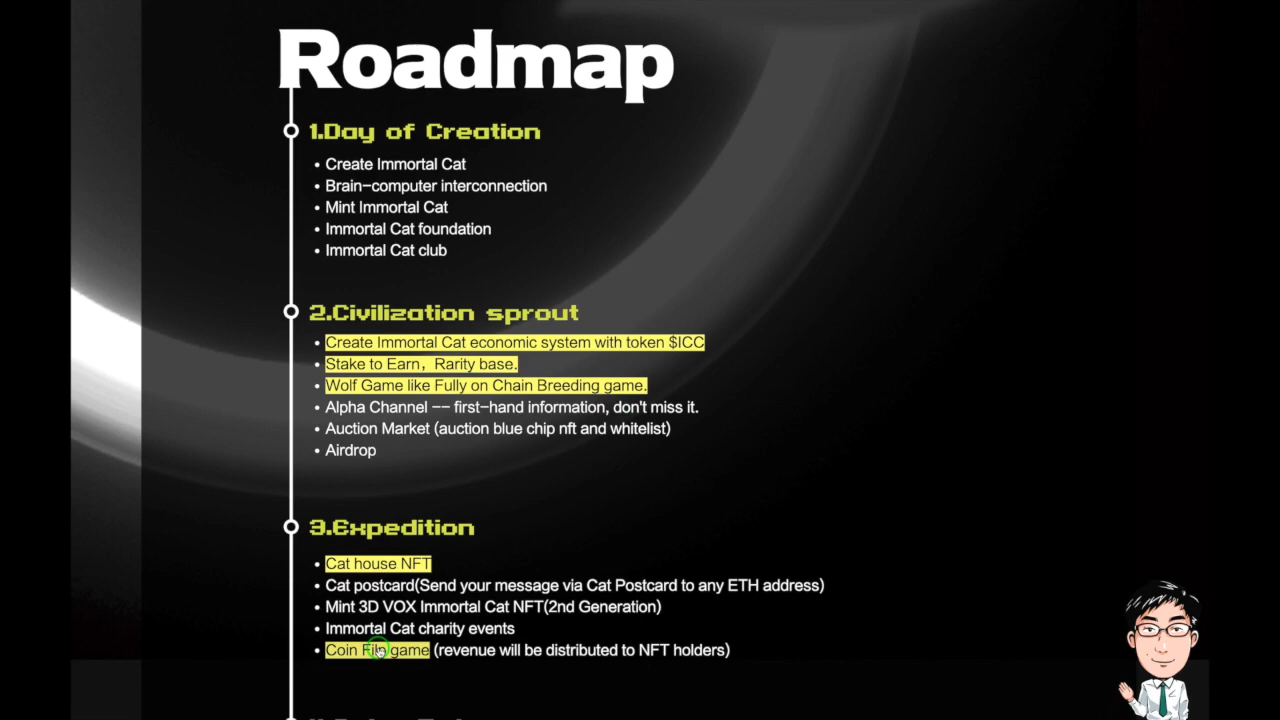 Roadmap
1.Day of Creation
• Create Immortal Cat
• Brain-computer interconnection
• Mint Immortal Cat
• Immortal Cat foundation
• Immortal Cat club
2.Civilization sprout
• Create Immortal Cat economic system with token $ICC
• Stake to Earn, Rarity base.
• Wolf Game like Fully on Chain Breeding game.
• Alpha Channel -- first-hand information, don't miss it.
• Auction Market (auction blue chip nft and whitelist)
• Airdrop
3.Expedition
• Cat house NFT
• Cat postcard(Send your message via Cat Postcard to any ETH address)
• Mint 3D VOX Immortal Cat NFT(2nd Generation)
• Immortal Cat charity events
• Coin game (revenue will be distributed to NFT holders)